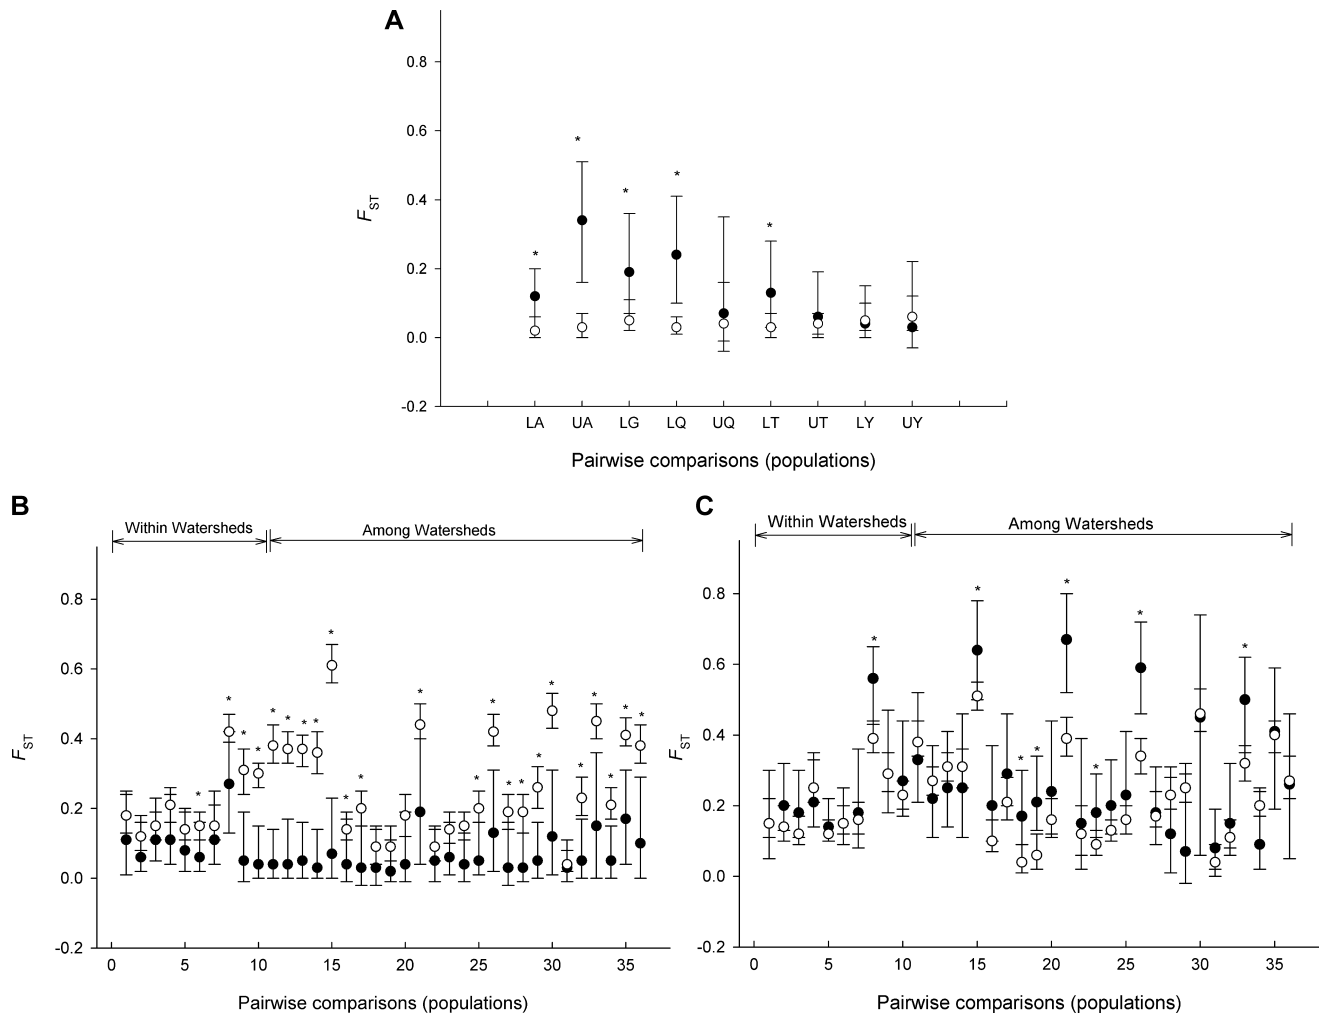 A
0.8
0.6
0.4
0.2
0.0
-0.2
FST
* * * * *
LA UA LG LQ UQ LT UT LY UY
Pairwise comparisons (populations)
B
Within Watersheds
Among Watersheds
0.8
0.6
0.4
0.2
0.0
-0.2
FST
0 5 10 15 20 25 30 35
Pairwise comparisons (populations)
C
Within Watersheds
Among Watersheds
0.8
0.6
0.4
0.2
0.0
-0.2
FST
0 5 10 15 20 25 30 35
Pairwise comparisons (populations)